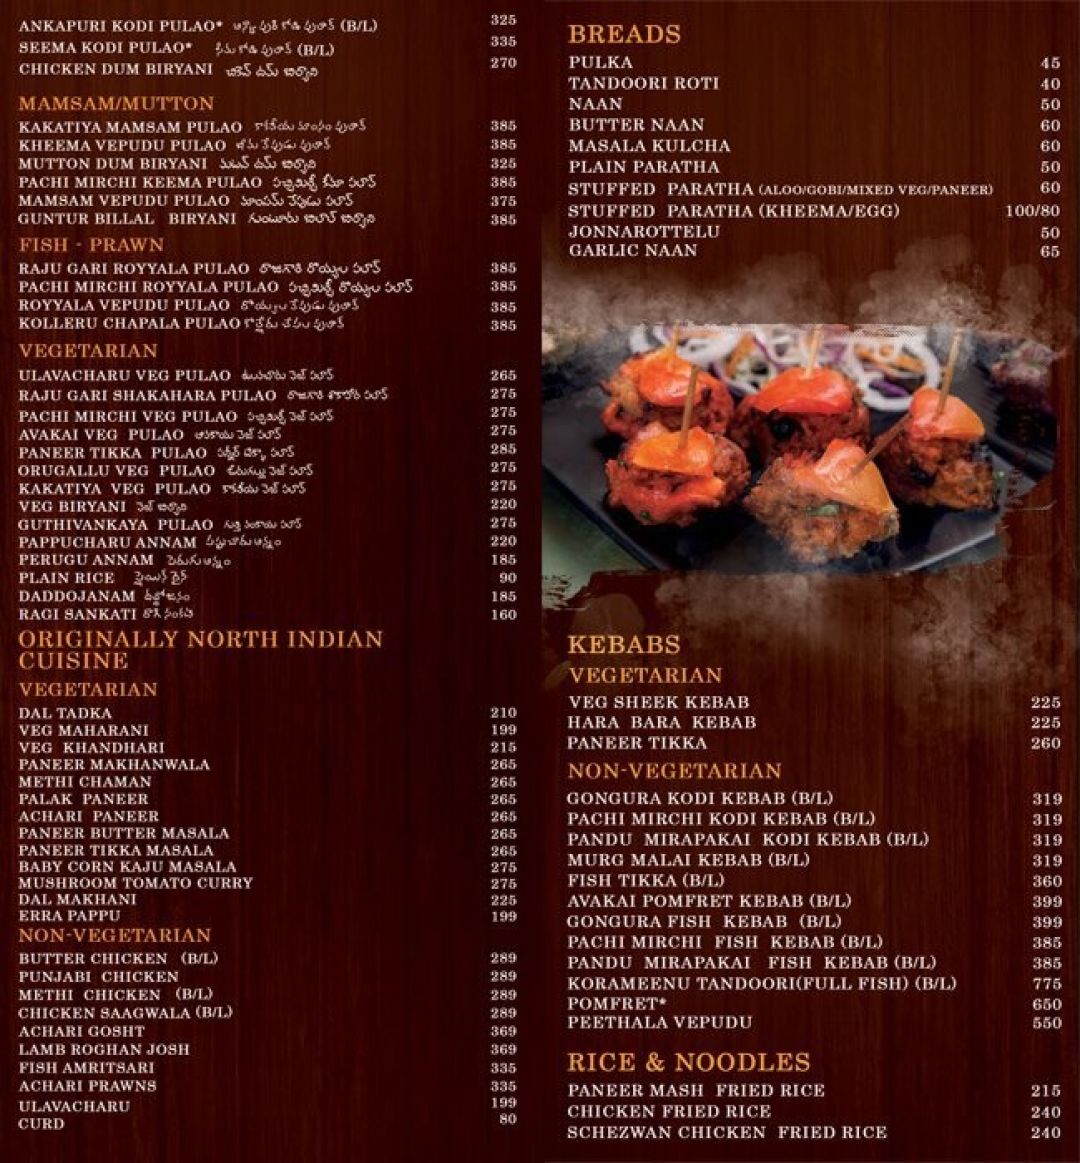 ANKAPURI KODI PULAO* అంకాపురి కోడి పులావ్ (B/L) 325
SEEMA KODI PULAO* సీమ కోడి పులావ్ (B/L) 335
CHICKEN DUM BIRYANI చికెన్ దమ్ బిర్యాని 270
MAMSAM/MUTTON
KAKATIYA MAMSAM PULAO కాకతీయ మాంసం పులావ్ 385
KHEEMA VEPUDU PULAO ఖీమ వేపుడు పులావ్ 385
MUTTON DUM BIRYANI మటన్ దమ్ బిర్యాని 325
PACHI MIRCHI KEEMA PULAO పచ్చిమిర్చి కీమా పలావ్ 385
MAMSAM VEPUDU PULAO మాంసమ్ వేపుడు పలావ్ 375
GUNTUR BILLAL BIRYANI గుంటూరు బిలాల్ బిర్యాని 385
FISH - PRAWN
RAJU GARI ROYYALA PULAO రాజుగారి రొయ్యల పలావ్ 385
PACHI MIRCHI ROYYALA PULAO పచ్చిమిర్చి రొయ్యల పలావ్ 385
ROYYALA VEPUDU PULAO రొయ్యల వేపుడు పులావ్ 385
KOLLERU CHAPALA PULAO కొల్లేరు చేపల పులావ్ 385
VEGETARIAN
ULAVACHARU VEG PULAO ఉలవచారు వెజ్ పలావ్ 265
RAJU GARI SHAKAHARA PULAO రాజుగారి శాకాహారి పలావ్ 275
PACHI MIRCHI VEG PULAO పచ్చిమిర్చి వెజ్ పలావ్ 275
AVAKAI VEG PULAO ఆవకాయ వెజ్ పలావ్ 275
PANEER TIKKA PULAO పన్నీర్ టిక్కా పలావ్ 285
ORUGALLU VEG PULAO ఓరుగల్లు వెజ్ పలావ్ 275
KAKATIYA VEG PULAO కాకతీయ వెజ్ పలావ్ 275
VEG BIRYANI వెజ్ బిర్యాని 220
GUTHIVANKAYA PULAO గుత్తి వంకాయ పలావ్ 275
PAPPUCHARU ANNAM పప్పుచారు అన్నం 220
PERUGU ANNAM పెరుగు అన్నం 185
PLAIN RICE ప్లెయిన్ రైస్ 90
DADDOJANAM దద్దోజనం 185
RAGI SANKATI రాగి సంకటి 160
ORIGINALLY NORTH INDIAN
CUISINE
VEGETARIAN
DAL TADKA 210
VEG MAHARANI 199
VEG KHANDHARI 215
PANEER MAKHANWALA 265
METHI CHAMAN 265
PALAK PANEER 265
ACHARI PANEER 265
PANEER BUTTER MASALA 265
PANEER TIKKA MASALA 265
BABY CORN KAJU MASALA 275
MUSHROOM TOMATO CURRY 275
DAL MAKHANI 225
ERRA PAPPU 199
NON-VEGETARIAN
BUTTER CHICKEN (B/L) 289
PUNJABI CHICKEN 289
METHI CHICKEN (B/L) 289
CHICKEN SAAGWALA (B/L) 289
ACHARI GOSHT 369
LAMB ROGHAN JOSH 369
FISH AMRITSARI 335
ACHARI PRAWNS 335
ULAVACHARU 199
CURD 80
BREADS
PULKA 45
TANDOORI ROTI 40
NAAN 50
BUTTER NAAN 60
MASALA KULCHA 60
PLAIN PARATHA 50
STUFFED PARATHA (ALOO/GOBI/MIXED VEG/PANEER) 60
STUFFED PARATHA (KHEEMA/EGG) 100/80
JONNAROTTELU 50
GARLIC NAAN 65
KEBABS
VEGETARIAN
VEG SHEEK KEBAB 225
HARA BARA KEBAB 225
PANEER TIKKA 260
NON-VEGETARIAN
GONGURA KODI KEBAB (B/L) 319
PACHI MIRCHI KODI KEBAB (B/L) 319
PANDU MIRAPAKAI KODI KEBAB (B/L) 319
MURG MALAI KEBAB (B/L) 319
FISH TIKKA (B/L) 360
AVAKAI POMFRET KEBAB (B/L) 399
GONGURA FISH KEBAB (B/L) 399
PACHI MIRCHI FISH KEBAB (B/L) 385
PANDU MIRAPAKAI FISH KEBAB (B/L) 385
KORAMEENU TANDOORI(FULL FISH) (B/L) 775
POMFRET* 650
PEETHALA VEPUDU 550
RICE & NOODLES
PANEER MASH FRIED RICE 215
CHICKEN FRIED RICE 240
SCHEZWAN CHICKEN FRIED RICE 240